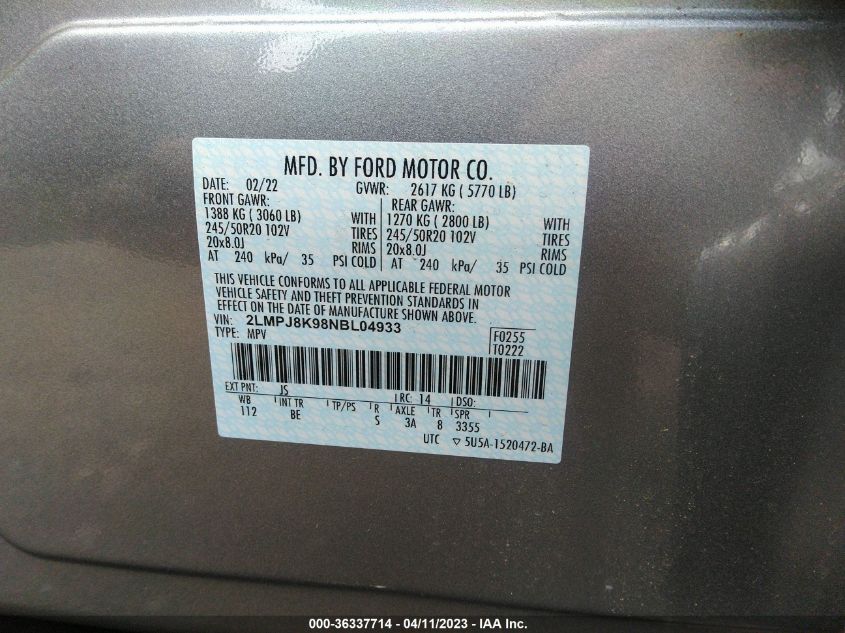 MFD. BY FORD MOTOR CO.
DATE: 02/22 GVWR: 2617 KG ( 5770 LB)
FRONT GAWR: REAR GAWR:
1388 KG ( 3060 LB) WITH 1270 KG ( 2800 LB) WITH
245/50R20 102V TIRES 245/50R20 102V TIRES
20x8.0J RIMS 20x8.0J RIMS
AT 240 kPa/ 35 PSI COLD AT 240 kPa/ 35 PSI COLD
THIS VEHICLE CONFORMS TO ALL APPLICABLE FEDERAL MOTOR
VEHICLE SAFETY AND THEFT PREVENTION STANDARDS IN
EFFECT ON THE DATE OF MANUFACTURE SHOWN ABOVE.
VIN: 2LMPJ8K98NBL04933 F0255
TYPE: MPV T0222
EXT PNT: JS RC: 14 DSO:
WB INT TR TP/PS R AXLE TR SPR
112 BE S 3A 8 3355
UTC ▽ 5U5A-1520472-BA
000-36337714 - 04/11/2023 - IAA Inc.